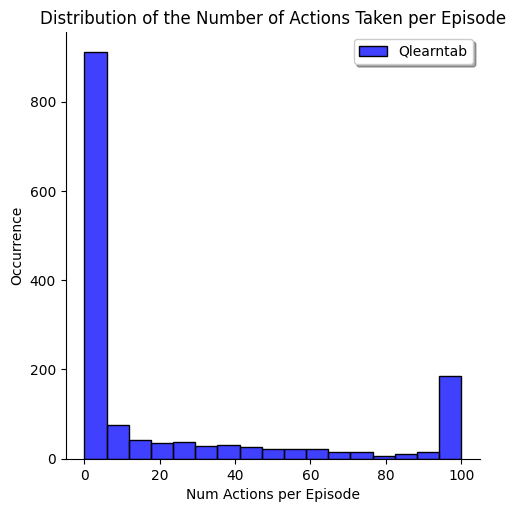 Distribution of the Number of Actions Taken per Episode
Qlearntab
800
600
400
200
0
Occurrence
0 20 40 60 80 100
Num Actions per Episode